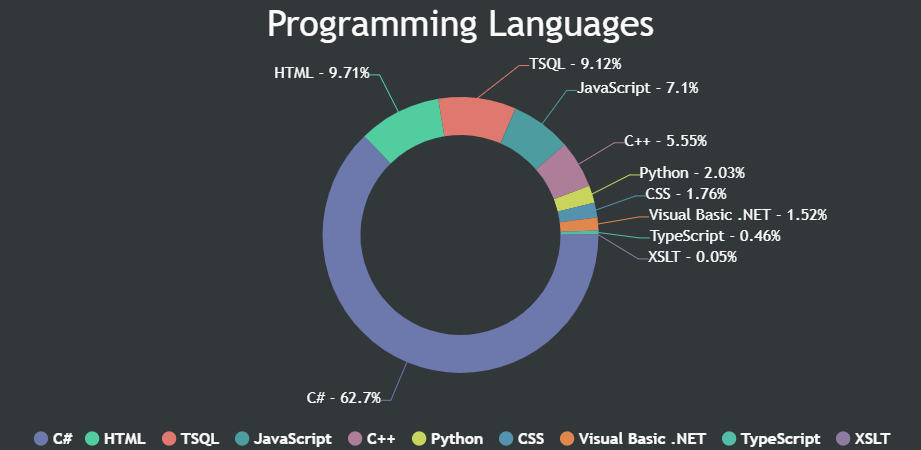 Programming Languages
TSQL - 9.12%
HTML - 9.71%
JavaScript - 7.1%
C++ - 5.55%
Python - 2.03%
CSS - 1.76%
Visual Basic .NET - 1.52%
TypeScript - 0.46%
XSLT - 0.05%
C# - 62.7%
C# HTML TSQL JavaScript C++ Python CSS Visual Basic .NET TypeScript XSLT